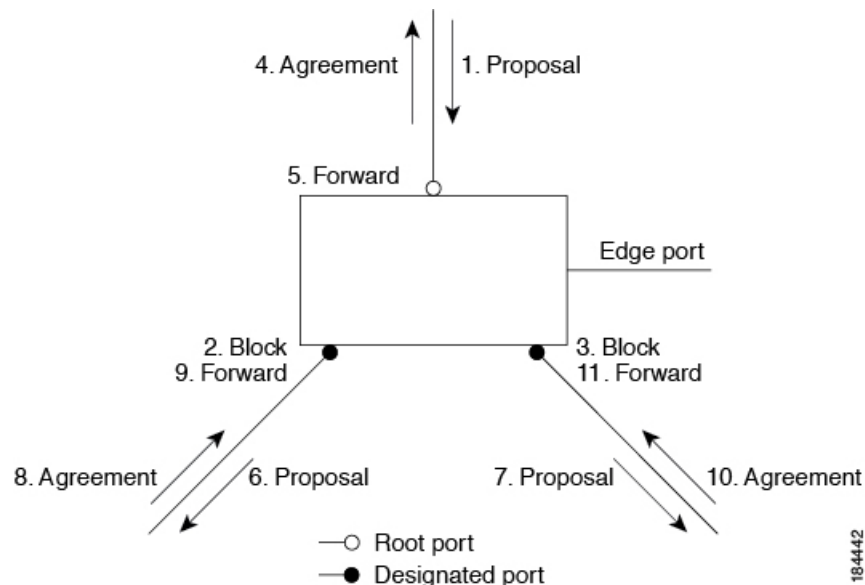 4. Agreement
1. Proposal
5. Forward
Edge port
2. Block
9. Forward
3. Block
11. Forward
8. Agreement
6. Proposal
7. Proposal
10. Agreement
Root port
Designated port
184442